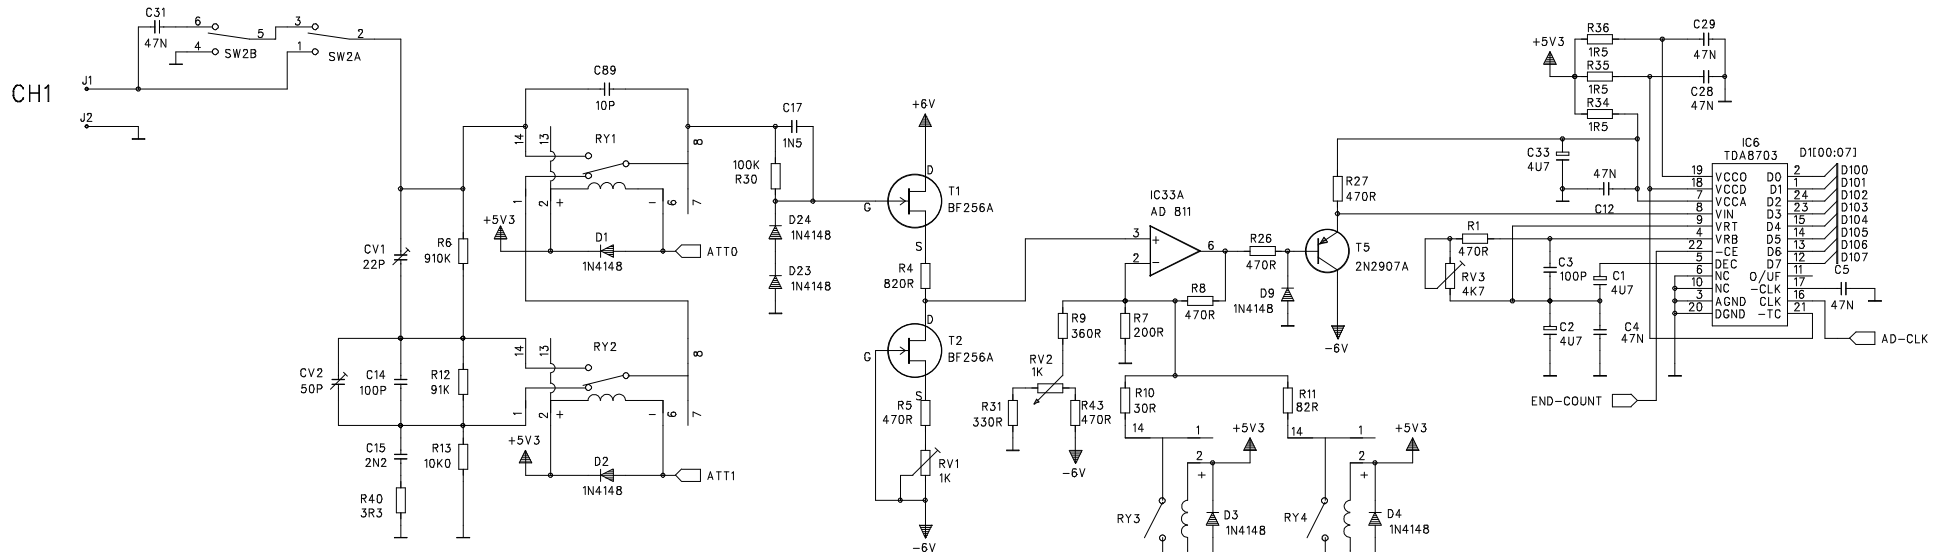 CH1
J1
J2
C31
47N
6
4
5
SW2B
3
1
2
SW2A
CV1
22P
R6
910K
CV2
50P
C14
100P
R12
91K
C15
2N2
R13
10K0
R40
3R3
C89
10P
14
13
RY1
8
1
2
+
-
6
7
+5V3
D1
1N4148
ATT0
14
13
RY2
8
1
2
+
-
6
7
+5V3
D2
1N4148
ATT1
C17
1N5
100K
R30
D24
1N4148
D23
1N4148
+6V
D
G
S
T1
BF256A
R4
820R
D
G
S
T2
BF256A
R5
470R
RV1
1K
-6V
IC33A
AD 811
3
+
2
-
6
R26
470R
R8
470R
R9
360R
R7
200R
RV2
1K
R31
330R
R43
470R
-6V
D9
1N4148
R27
470R
T5
2N2907A
-6V
R10
30R
R11
82R
14
1
+5V3
2
+
RY3
D3
1N4148
14
1
+5V3
2
+
RY4
D4
1N4148
+5V3
R36
1R5
R35
1R5
R34
1R5
C29
47N
C28
47N
C33
4U7
47N
C12
R1
470R
RV3
4K7
C3
100P
C1
4U7
C2
4U7
C4
47N
END-COUNT
IC6
TDA8703
D1[00:07]
19 VCCO D0 2 D100
18 VCCD D1 1 D101
7 VCCA D2 24 D102
8 VIN D3 23 D103
9 VRT D4 15 D104
4 VRB D5 14 D105
22 -CE D6 13 D106
5 DEC D7 12 D107
6 NC O/UF 11
10 NC -CLK 17
3 AGND CLK 16
20 DGND -TC 21
C5
47N
AD-CLK